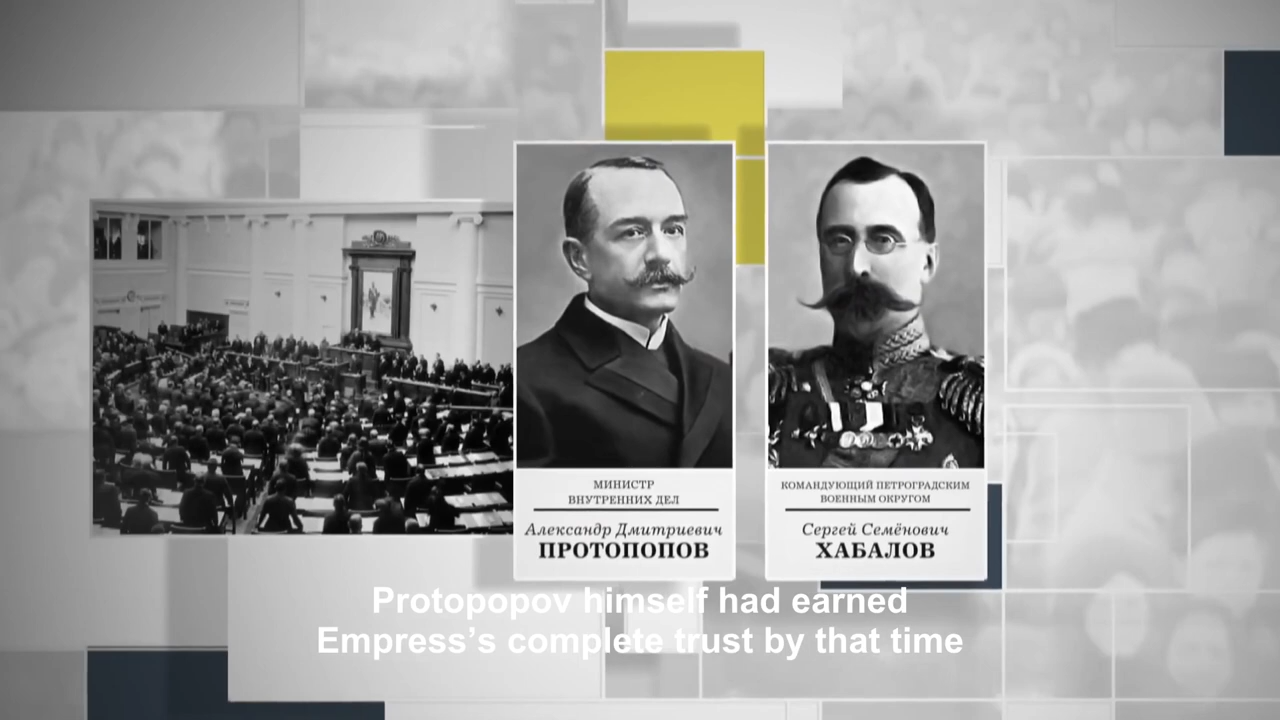 МИНИСТР
ВНУТРЕННИХ ДЕЛ
Александр Дмитриевич
ПРОТОПОПОВ
КОМАНДУЮЩИЙ ПЕТРОГРАДСКИМ
ВОЕННЫМ ОКРУГОМ
Сергей Семёнович
ХАБАЛОВ
Protopopov himself had earned
Empress’s complete trust by that time